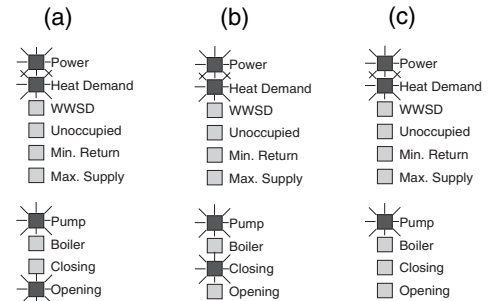 (a)
Power
Heat Demand
WWSD
Unoccupied
Min. Return
Max. Supply
Pump
Boiler
Closing
Opening
(b)
Power
Heat Demand
WWSD
Unoccupied
Min. Return
Max. Supply
Pump
Boiler
Closing
Opening
(c)
Power
Heat Demand
WWSD
Unoccupied
Min. Return
Max. Supply
Pump
Boiler
Closing
Opening